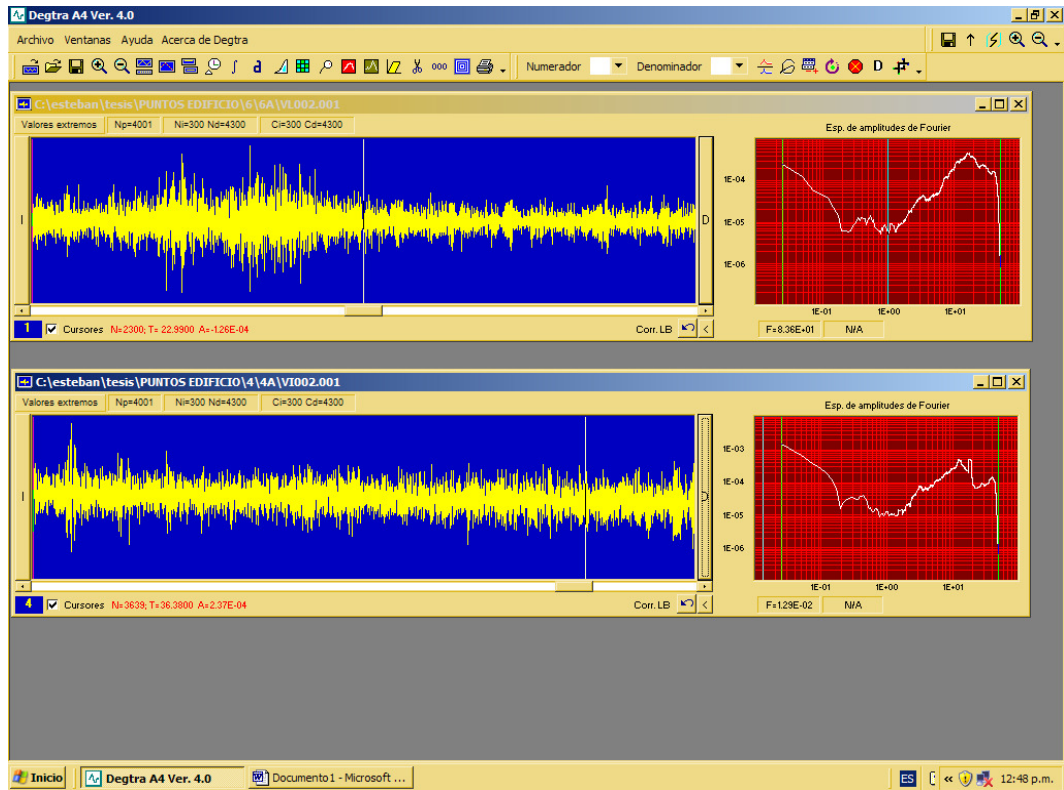 Degtra A4 Ver. 4.0
Archivo Ventanas Ayuda Acerca de Degtra
Numerador Denominador D
C:\esteban\tesis\PUNTOS EDIFICIO\6\6A\VL002.001
Valores extremos Np=4001 Ni=300 Nd=4300 Ci=300 Cd=4300
Esp. de amplitudes de Fourier
I D
1E-04
1E-05
1E-06
1E-01 1E+00 1E+01
1 Cursores N=2300; T= 22.9900 A=-1.26E-04 Corr. LB <
F=8.36E+01 N/A
C:\esteban\tesis\PUNTOS EDIFICIO\4\4A\VI002.001
Valores extremos Np=4001 Ni=300 Nd=4300 Ci=300 Cd=4300
Esp. de amplitudes de Fourier
I D
1E-03
1E-04
1E-05
1E-06
1E-01 1E+00 1E+01
4 Cursores N=3639; T=36.3800 A=2.37E-04 Corr. LB <
F=1.29E-02 N/A
Inicio Degtra A4 Ver. 4.0 Documento1 - Microsoft ... ES « 12:48 p.m.